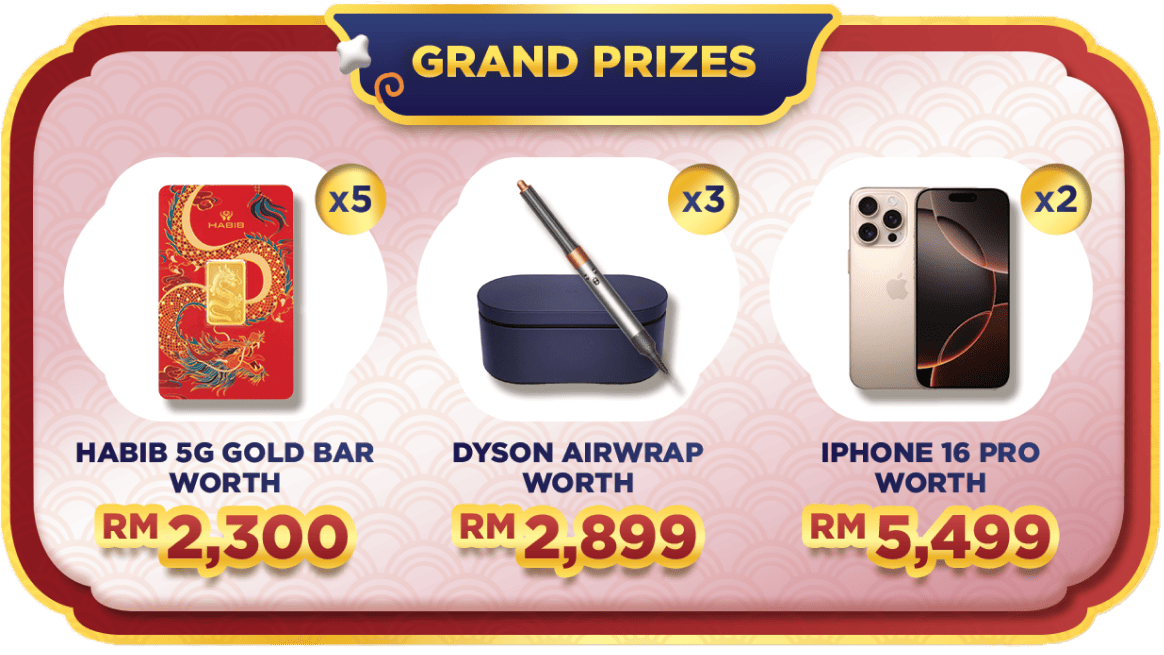 GRAND PRIZES
HABIB
x5
x3
x2
HABIB 5G GOLD BAR
WORTH
RM 2,300
DYSON AIRWRAP
WORTH
RM 2,899
IPHONE 16 PRO
WORTH
RM 5,499